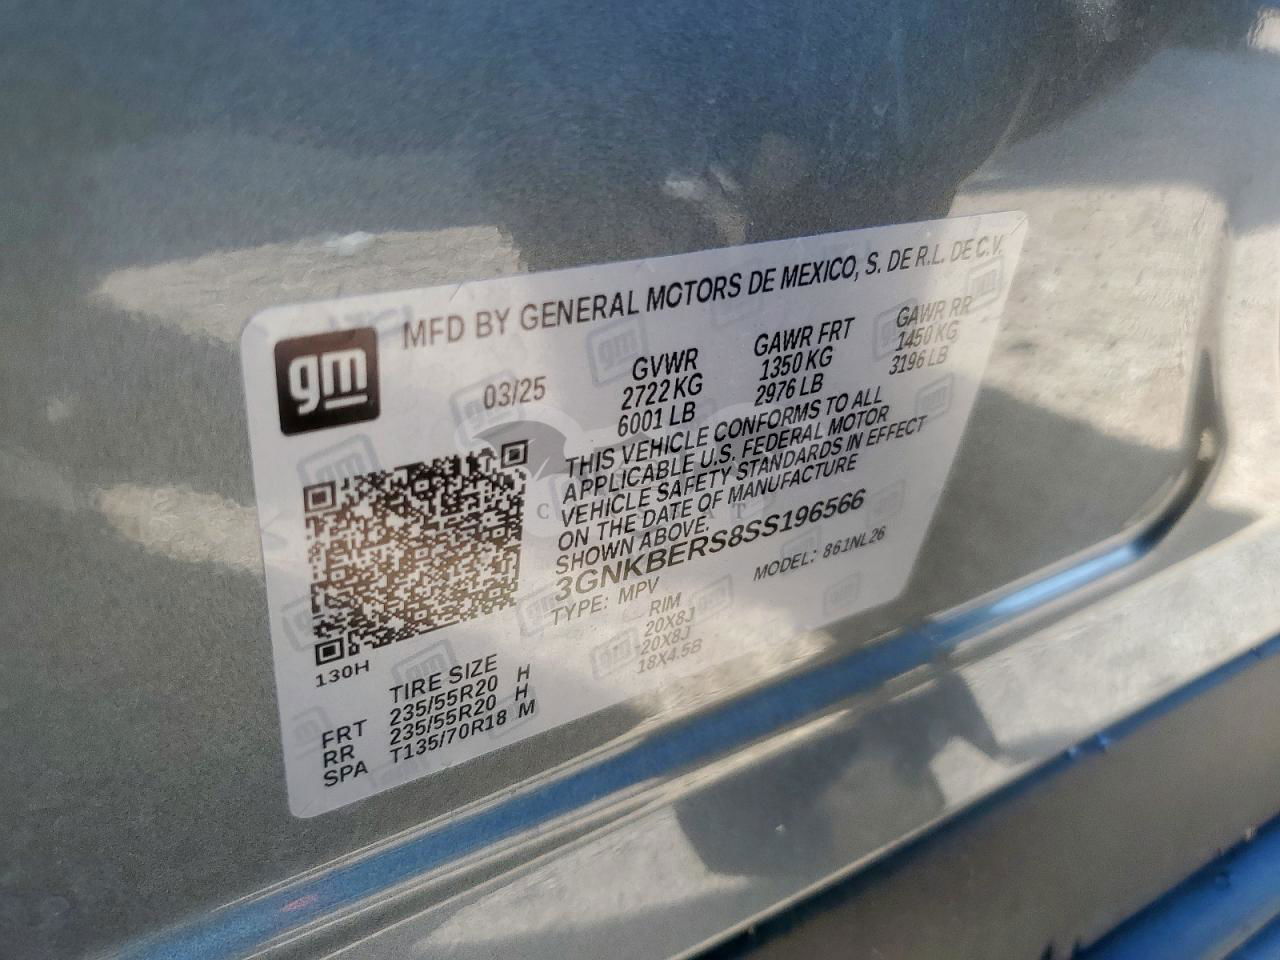 gm
MFD BY GENERAL MOTORS DE MEXICO, S. DE R.L. DE C.V.
03/25
GVWR GAWR FRT GAWR RR
2722 KG 1350 KG 1450 KG
6001 LB 2976 LB 3196 LB
THIS VEHICLE CONFORMS TO ALL
APPLICABLE U.S. FEDERAL MOTOR
VEHICLE SAFETY STANDARDS IN EFFECT
ON THE DATE OF MANUFACTURE
SHOWN ABOVE.
3GNKBERS8SS196566
TYPE: MPV MODEL: 861NL26
130H
TIRE SIZE RIM
FRT 235/55R20 H 20X8J
RR 235/55R20 H 20X8J
SPA T135/70R18 M 18X4.5B